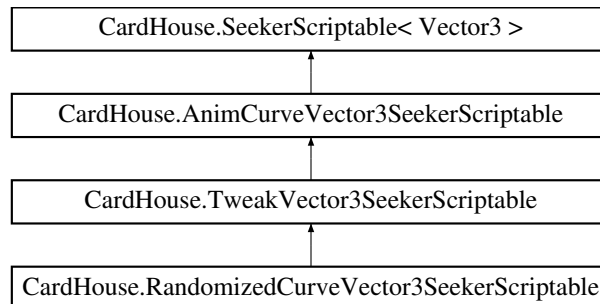 CardHouse.SeekerScriptable< Vector3 >
CardHouse.AnimCurveVector3SeekerScriptable
CardHouse.TweakVector3SeekerScriptable
CardHouse.RandomizedCurveVector3SeekerScriptable